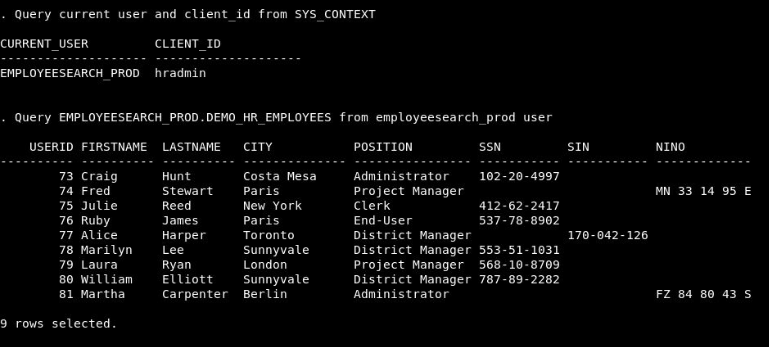 . Query current user and client_id from SYS_CONTEXT
CURRENT_USER         CLIENT_ID
-------------------- --------------------
EMPLOYEESEARCH_PROD  hradmin
. Query EMPLOYEESEARCH_PROD.DEMO_HR_EMPLOYEES from employeesearch_prod user
    USERID FIRSTNAME  LASTNAME   CITY           POSITION         SSN         SIN         NINO
---------- ---------- ---------- -------------- ---------------- ----------- ----------- -------------
        73 Craig      Hunt       Costa Mesa     Administrator    102-20-4997
        74 Fred       Stewart    Paris          Project Manager                          MN 33 14 95 E
        75 Julie      Reed       New York       Clerk            412-62-2417
        76 Ruby       James      Paris          End-User         537-78-8902
        77 Alice      Harper     Toronto        District Manager             170-042-126
        78 Marilyn    Lee        Sunnyvale      District Manager 553-51-1031
        79 Laura      Ryan       London         Project Manager  568-10-8709
        80 William    Elliott    Sunnyvale      District Manager 787-89-2282
        81 Martha     Carpenter  Berlin         Administrator                            FZ 84 80 43 S
9 rows selected.